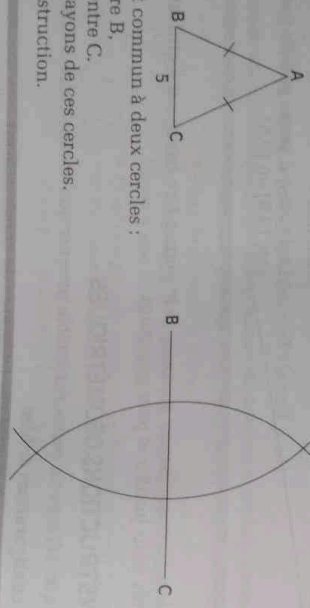 A
B 5 C
commun à deux cercles :
re B,
ntre C.
ayons de ces cercles.
struction.
B C